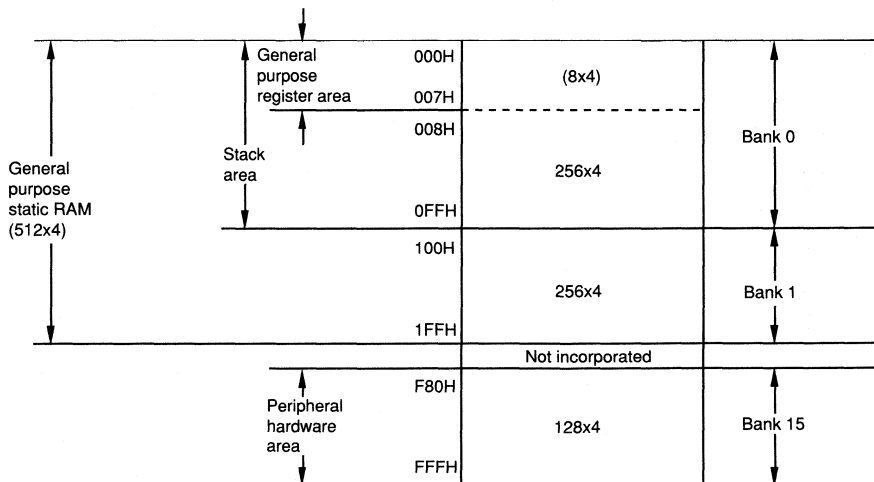 General
purpose
register area
000H
007H
(8x4)
008H
Stack
area
Bank 0
General
purpose
static RAM
(512x4)
256x4
0FFH
100H
256x4
Bank 1
1FFH
Not incorporated
F80H
Peripheral
hardware
area
128x4
Bank 15
FFFH